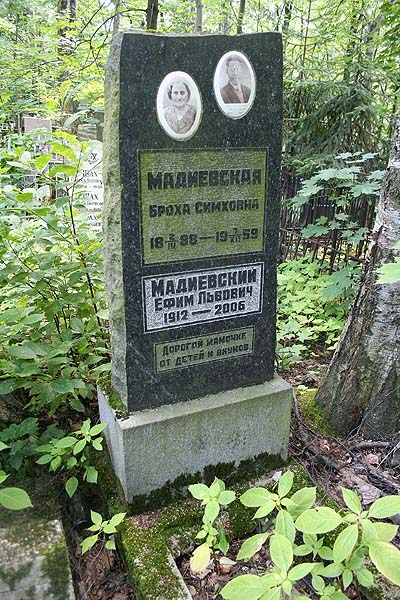 МАДИЕВСКАЯ
БРОХА СИМХОВНА
МАДИЕВСКИЙ
ЕФИМ ЛЬВОВИЧ
1912 — 2006
ДОРОГОЙ МАМОЧКЕ
ОТ ДЕТЕЙ И ВНУКОВ